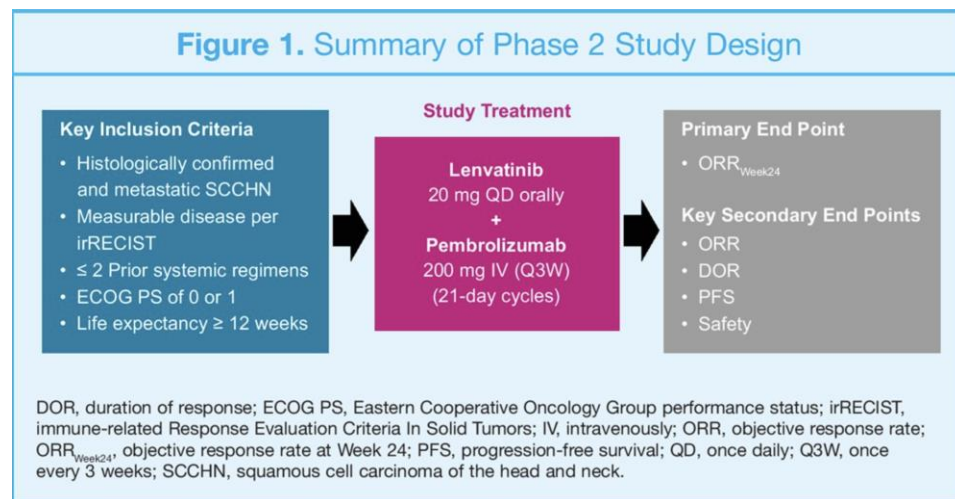 Figure 1. Summary of Phase 2 Study Design
Key Inclusion Criteria
• Histologically confirmed
and metastatic SCCHN
• Measurable disease per
irRECIST
• ≤ 2 Prior systemic regimens
• ECOG PS of 0 or 1
• Life expectancy ≥ 12 weeks
Study Treatment
Lenvatinib
20 mg QD orally
+
Pembrolizumab
200 mg IV (Q3W)
(21-day cycles)
Primary End Point
• ORRWeek24
Key Secondary End Points
• ORR
• DOR
• PFS
• Safety
DOR, duration of response; ECOG PS, Eastern Cooperative Oncology Group performance status; irRECIST,
immune-related Response Evaluation Criteria In Solid Tumors; IV, intravenously; ORR, objective response rate;
ORRWeek24, objective response rate at Week 24; PFS, progression-free survival; QD, once daily; Q3W, once
every 3 weeks; SCCHN, squamous cell carcinoma of the head and neck.